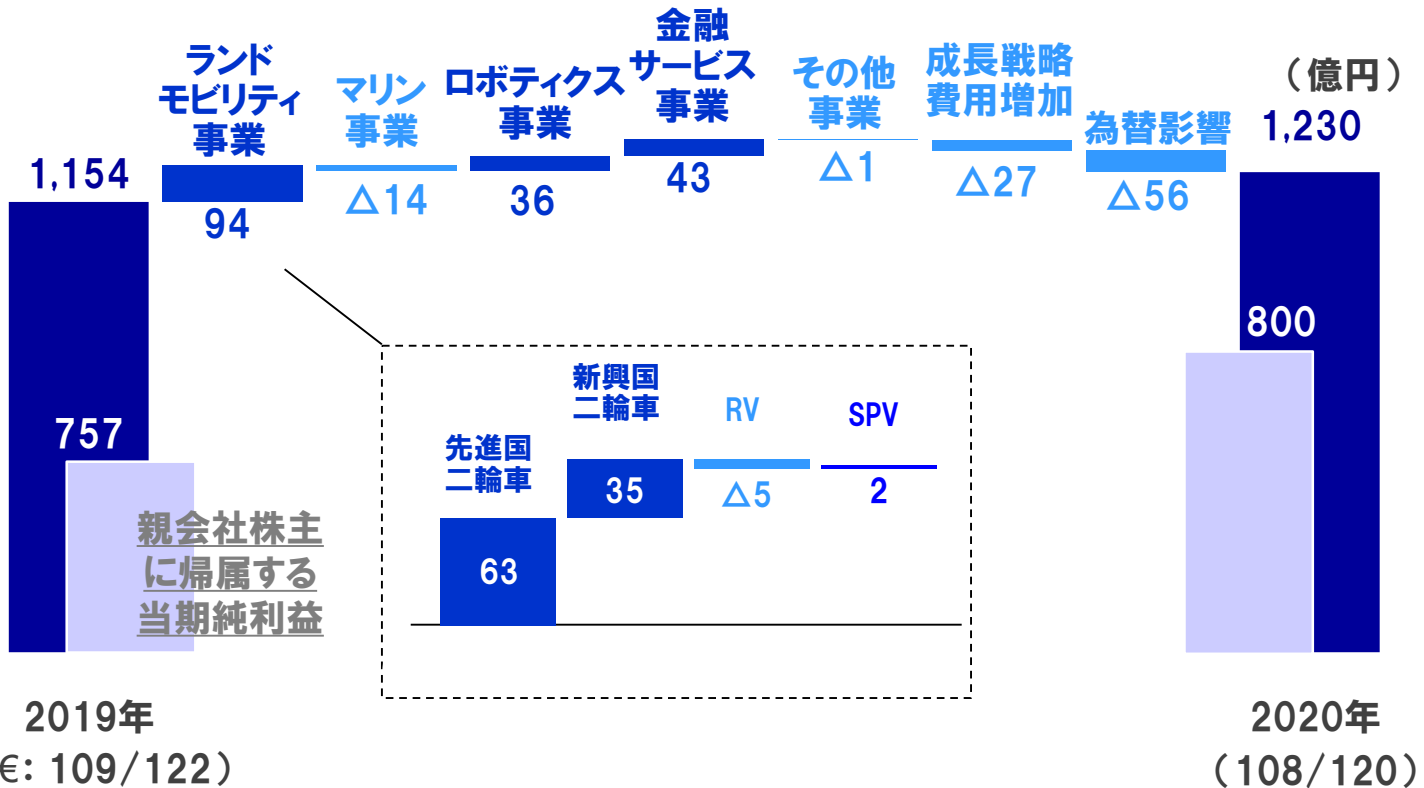 ランド
モビリティ
事業
94
マリン
事業
△14
ロボティクス
事業
36
金融
サービス
事業
43
その他
事業
△1
成長戦略
費用増加
△27
為替影響
△56
(億円)
1,154
1,230
757
800
親会社株主
に帰属する
当期純利益
先進国
二輪車
63
新興国
二輪車
35
RV
△5
SPV
2
2019年
€: 109/122)
2020年
(108/120)